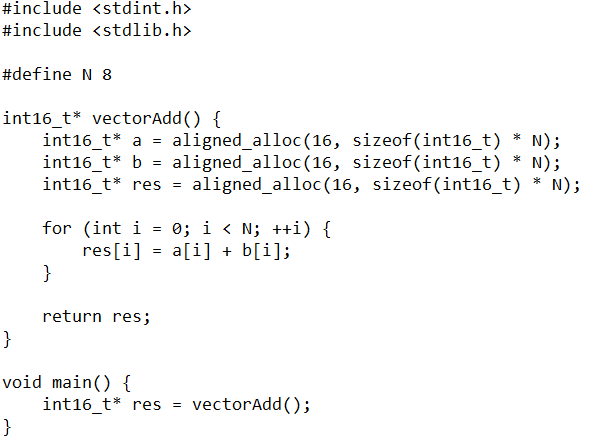 #include <stdint.h>
#include <stdlib.h>

#define N 8

int16_t* vectorAdd() {
    int16_t* a = aligned_alloc(16, sizeof(int16_t) * N);
    int16_t* b = aligned_alloc(16, sizeof(int16_t) * N);
    int16_t* res = aligned_alloc(16, sizeof(int16_t) * N);

    for (int i = 0; i < N; ++i) {
        res[i] = a[i] + b[i];
    }

    return res;
}

void main() {
    int16_t* res = vectorAdd();
}